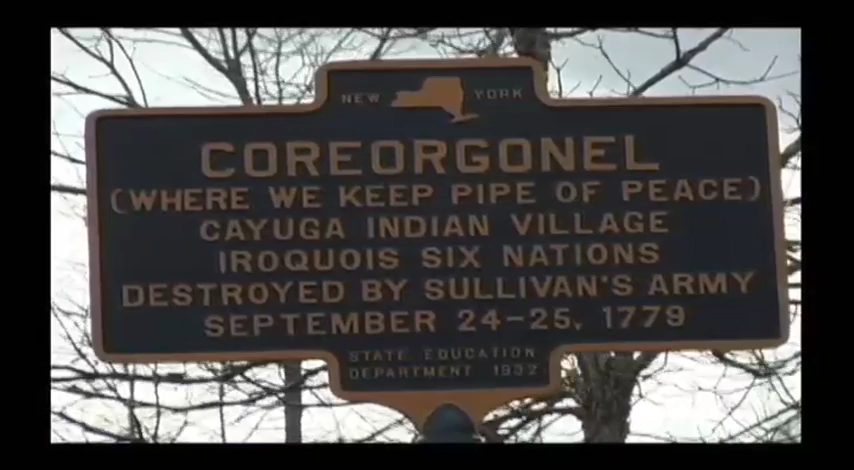 NEW YORK
COREORGONEL
(WHERE WE KEEP PIPE OF PEACE)
CAYUGA INDIAN VILLAGE
IROQUOIS SIX NATIONS
DESTROYED BY SULLIVAN'S ARMY
SEPTEMBER 24-25, 1779
STATE EDUCATION
DEPARTMENT 1932